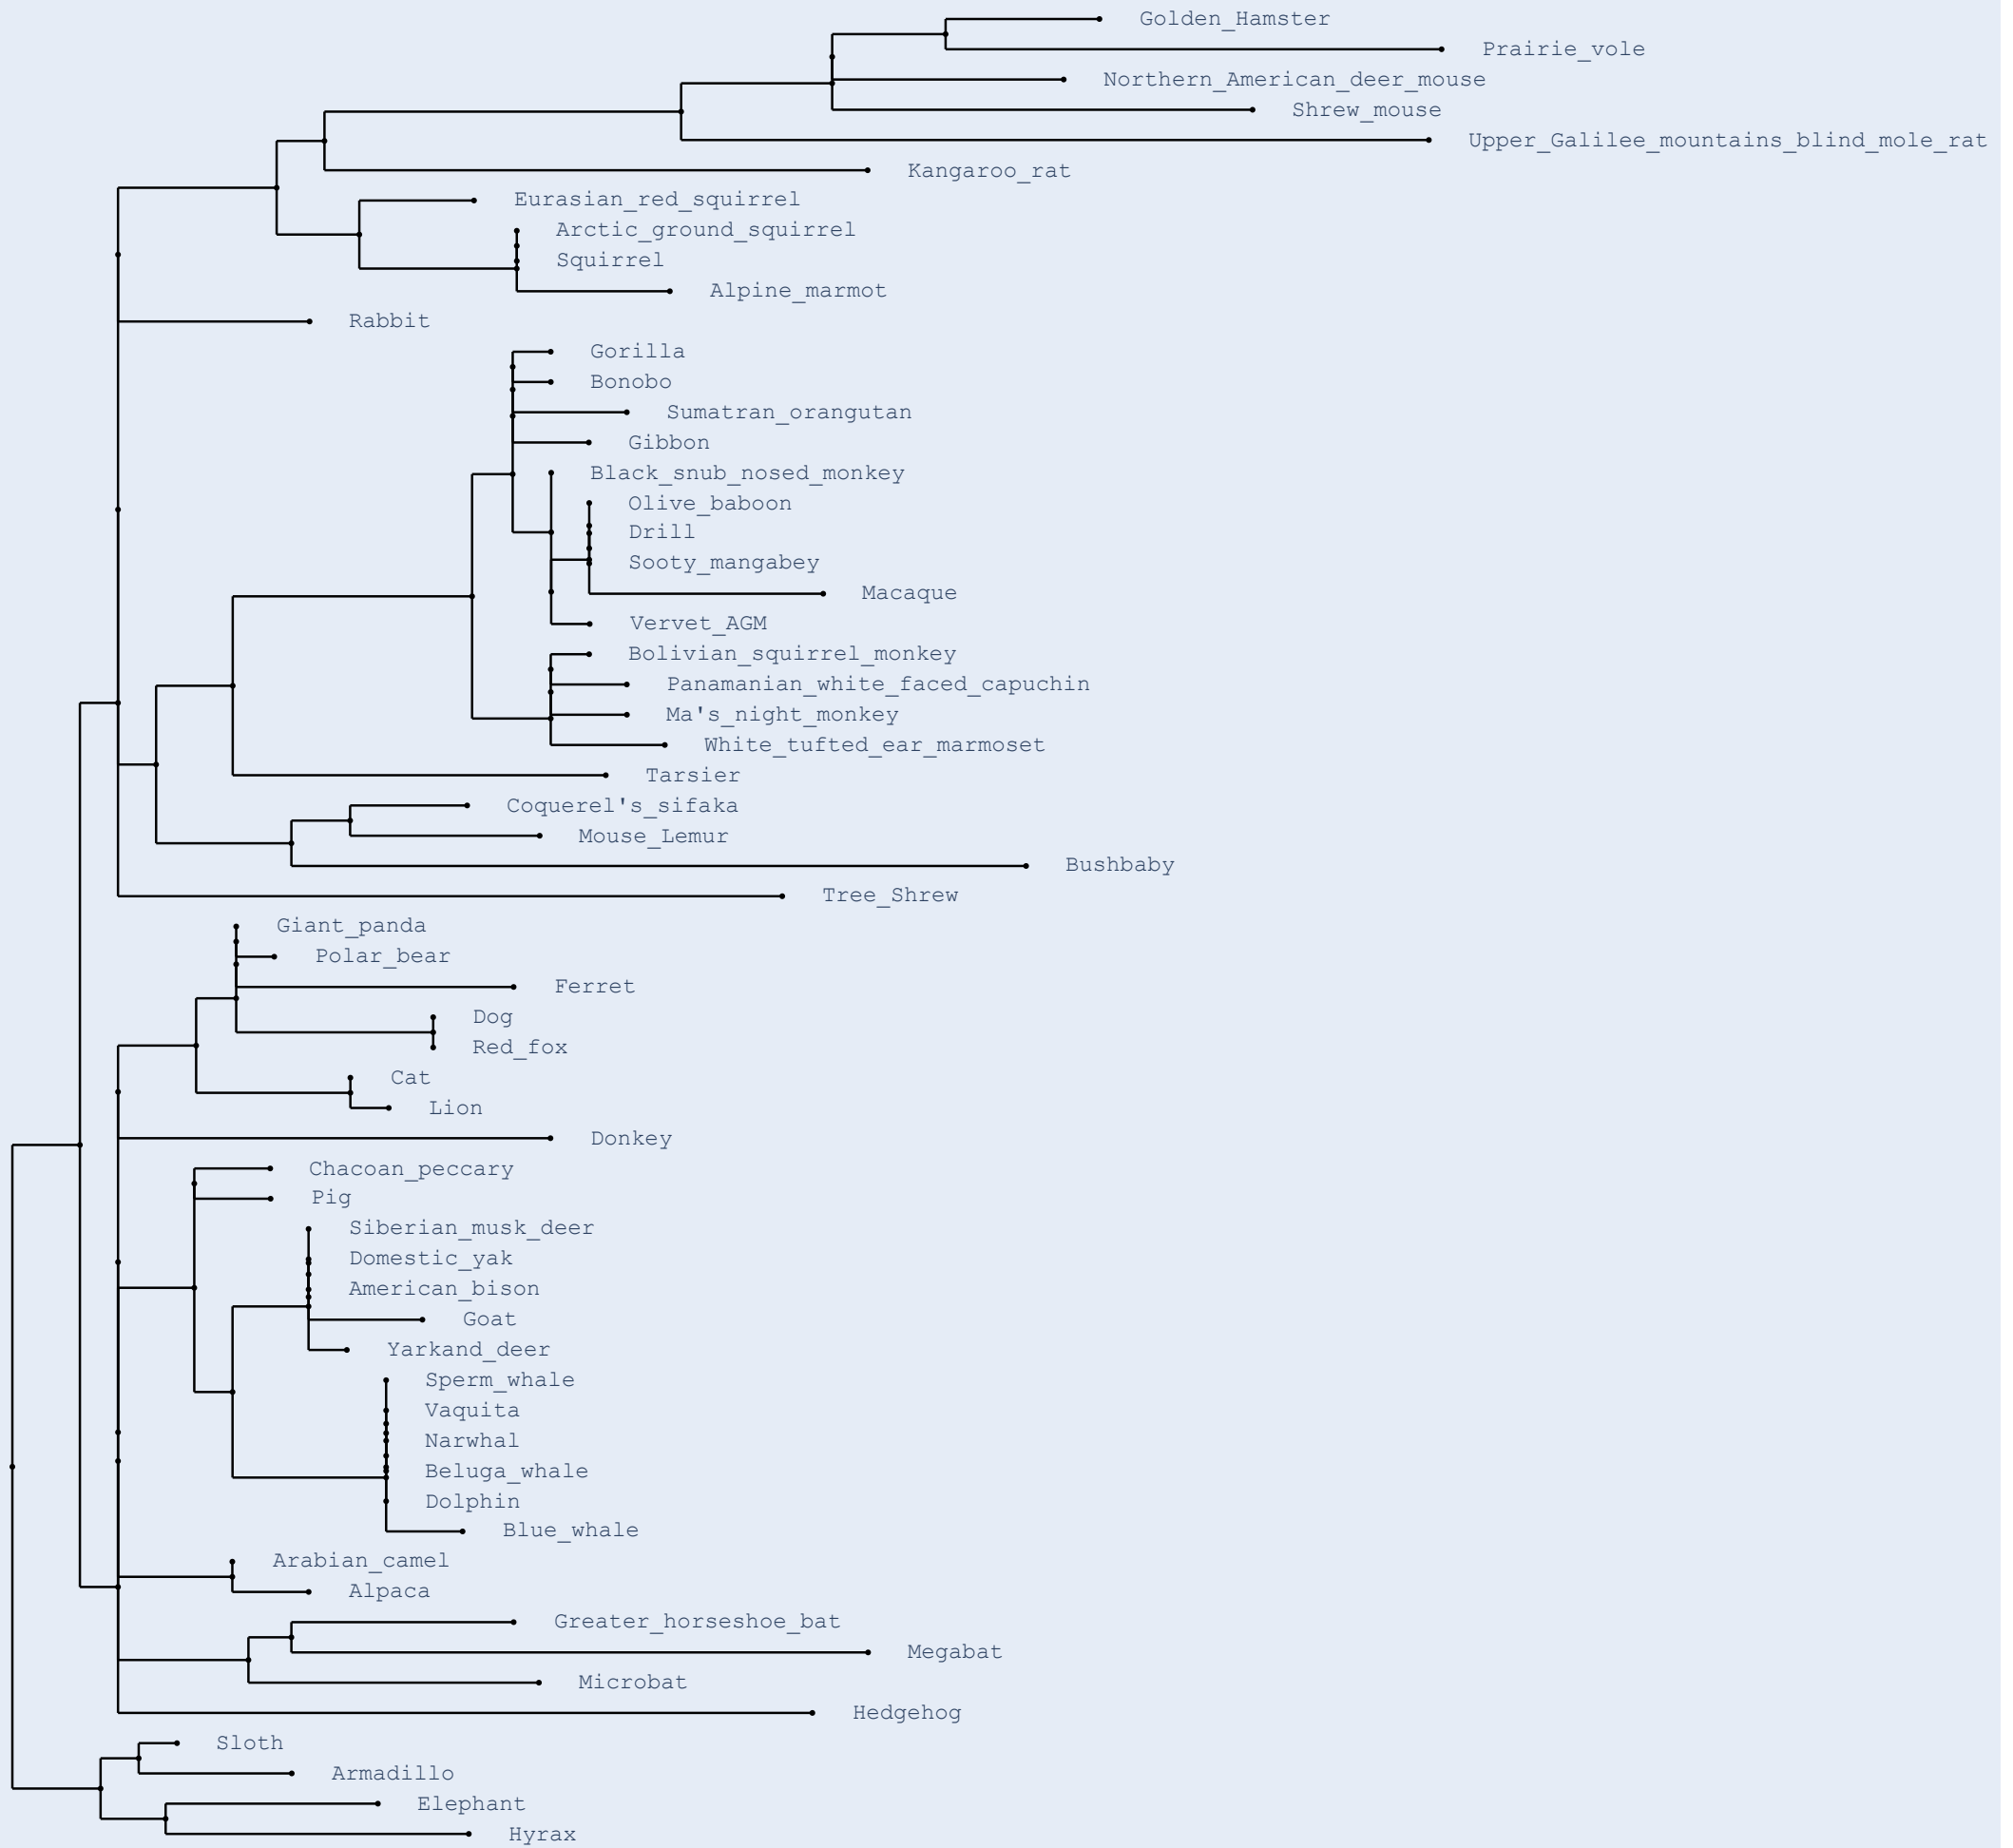 Golden_Hamster
Prairie_vole
Northern_American_deer_mouse
Shrew_mouse
Upper_Galilee_mountains_blind_mole_rat
Kangaroo_rat
Eurasian_red_squirrel
Arctic_ground_squirrel
Squirrel
Alpine_marmot
Rabbit
Gorilla
Bonobo
Sumatran_orangutan
Gibbon
Black_snub_nosed_monkey
Olive_baboon
Drill
Sooty_mangabey
Macaque
Vervet_AGM
Bolivian_squirrel_monkey
Panamanian_white_faced_capuchin
Ma's_night_monkey
White_tufted_ear_marmoset
Tarsier
Coquerel's_sifaka
Mouse_Lemur
Bushbaby
Tree_Shrew
Giant_panda
Polar_bear
Ferret
Dog
Red_fox
Cat
Lion
Donkey
Chacoan_peccary
Pig
Siberian_musk_deer
Domestic_yak
American_bison
Goat
Yarkand_deer
Sperm_whale
Vaquita
Narwhal
Beluga_whale
Dolphin
Blue_whale
Arabian_camel
Alpaca
Greater_horseshoe_bat
Megabat
Microbat
Hedgehog
Sloth
Armadillo
Elephant
Hyrax